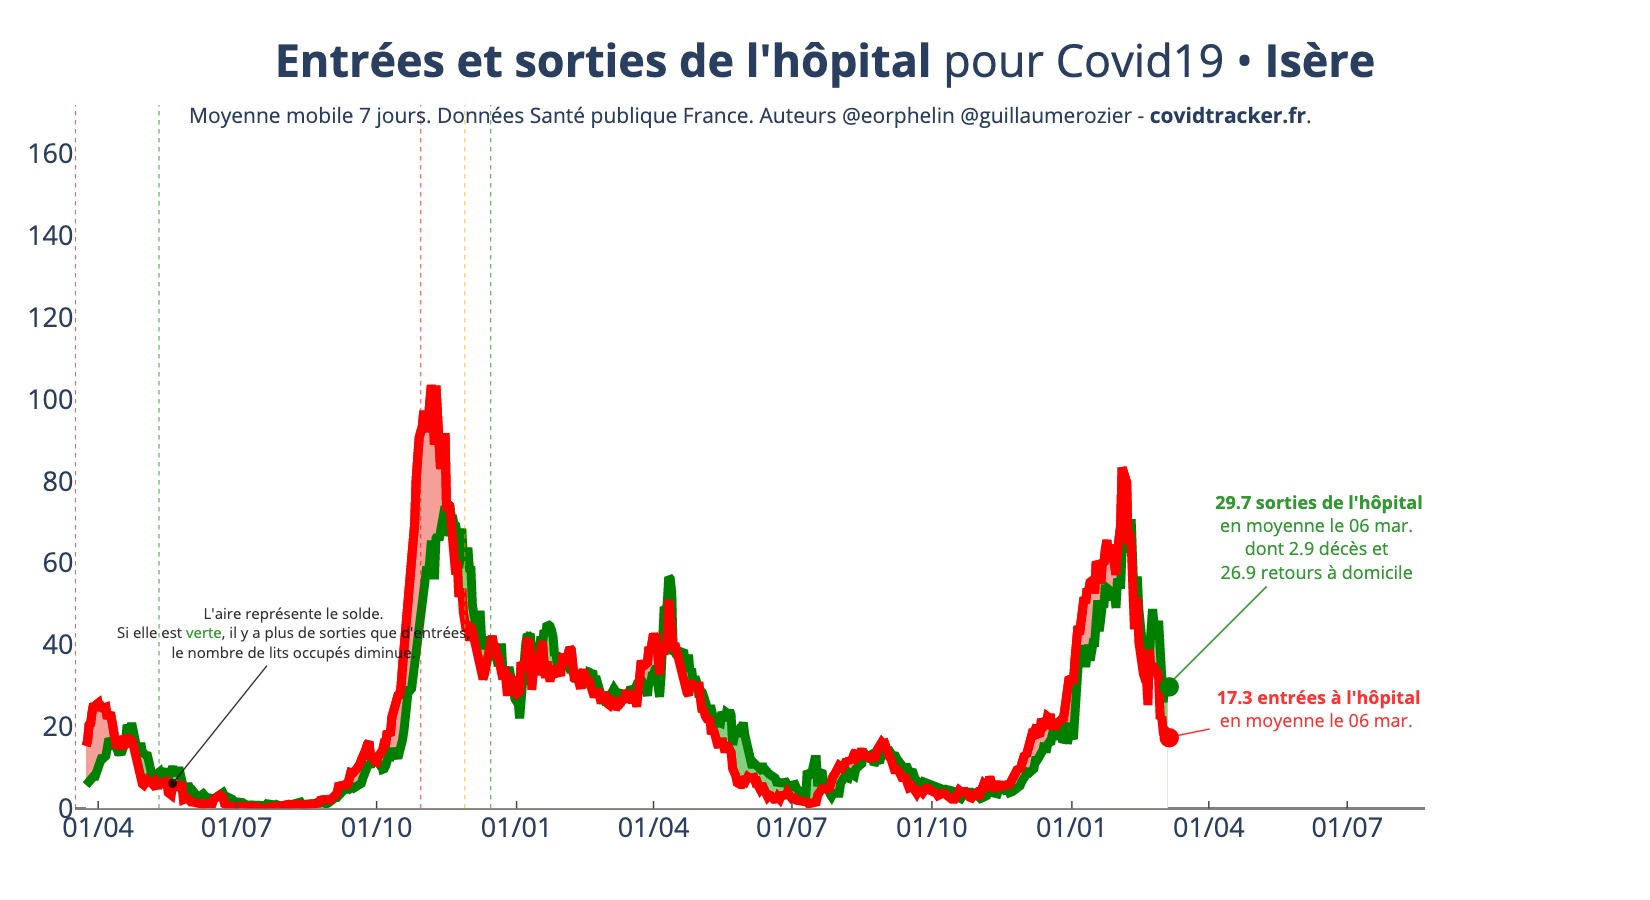 Entrées et sorties de l'hôpital pour Covid19 • Isère
Moyenne mobile 7 jours. Données Santé publique France. Auteurs @eorphelin @guillaumerozier - covidtracker.fr.
160
140
120
100
80
60
40
20
0
29.7 sorties de l'hôpital
en moyenne le 06 mar.
dont 2.9 décès et
26.9 retours à domicile
L'aire représente le solde.
Si elle est verte, il y a plus de sorties que d'entrées,
le nombre de lits occupés diminue.
17.3 entrées à l'hôpital
en moyenne le 06 mar.
01/04 01/07 01/10 01/01 01/04 01/07 01/10 01/01 01/04 01/07